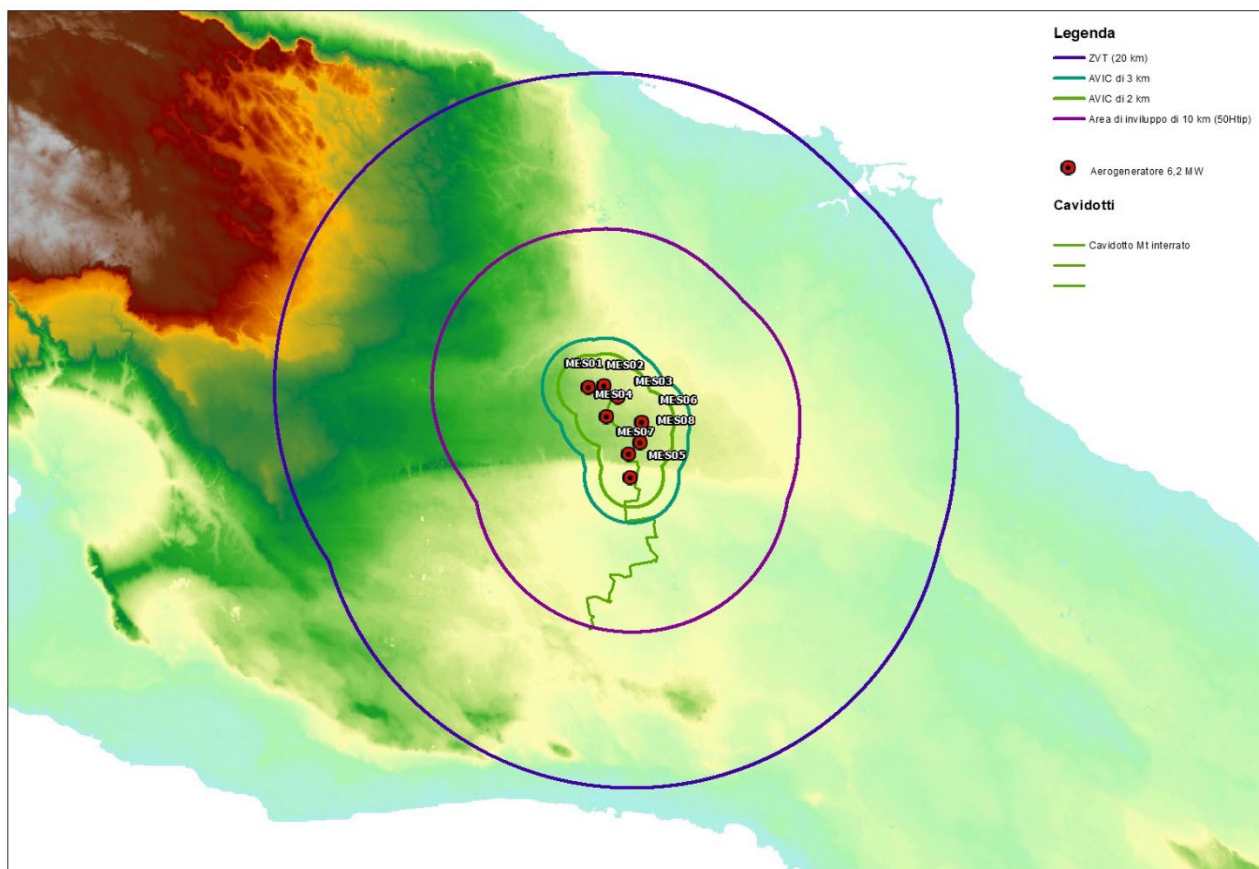 Legenda
ZVT (20 km)
AVIC di 3 km
AVIC di 2 km
Area di inviluppo di 10 km (50Htip)
Aerogeneratore 6,2 MW
Cavidotti
Cavidotto Mt interrato
MES01 MES02
MES03
MES04 MES06
MES08
MES07
MES05